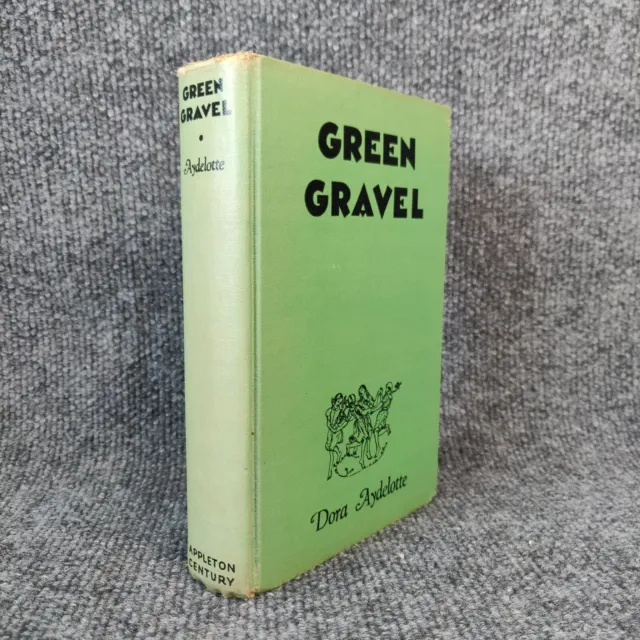 GREEN
GRAVEL
•
Aydelotte
APPLETON
CENTURY
GREEN
GRAVEL
Dora Aydelotte